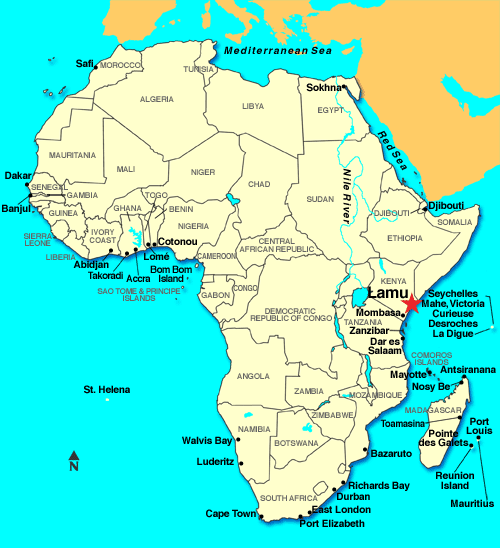 Mediterranean Sea
Safi
MOROCCO
TUNISIA
Sokhna
ALGERIA
LIBYA
EGYPT
Red Sea
Nile River
MAURITANIA
MALI
NIGER
CHAD
SUDAN
Dakar
SENEGAL
GAMBIA
Banjul
GUINEA
TOGO
GHANA
BENIN
NIGERIA
Djibouti
DJIBOUTI
SOMALIA
ETHIOPIA
SIERRA
LEONE
IVORY
COAST
LIBERIA
Cotonou
Lomé
Abidjan
Takoradi
Accra
Bom Bom
Island
CAMEROON
CENTRAL
AFRICAN REPUBLIC
SAO TOME & PRINCIPE
ISLANDS
GABON
CONGO
DEMOCRATIC
REPUBLIC OF CONGO
KENYA
Lamu
Mombasa
TANZANIA
Zanzibar
Dar es
Salaam
Seychelles
Mahe, Victoria
Curieuse
Desroches
La Digue
COMOROS
ISLANDS
Mayotte
Antsiranana
Nosy Be
ANGOLA
ZAMBIA
MOZAMBIQUE
MADAGASCAR
St. Helena
ZIMBABWE
NAMIBIA
BOTSWANA
Toamasina
Port
Louis
Pointe
des Galets
Walvis Bay
Luderitz
Bazaruto
Reunion
Island
Mauritius
N
SOUTH AFRICA
Richards Bay
Durban
East London
Port Elizabeth
Cape Town